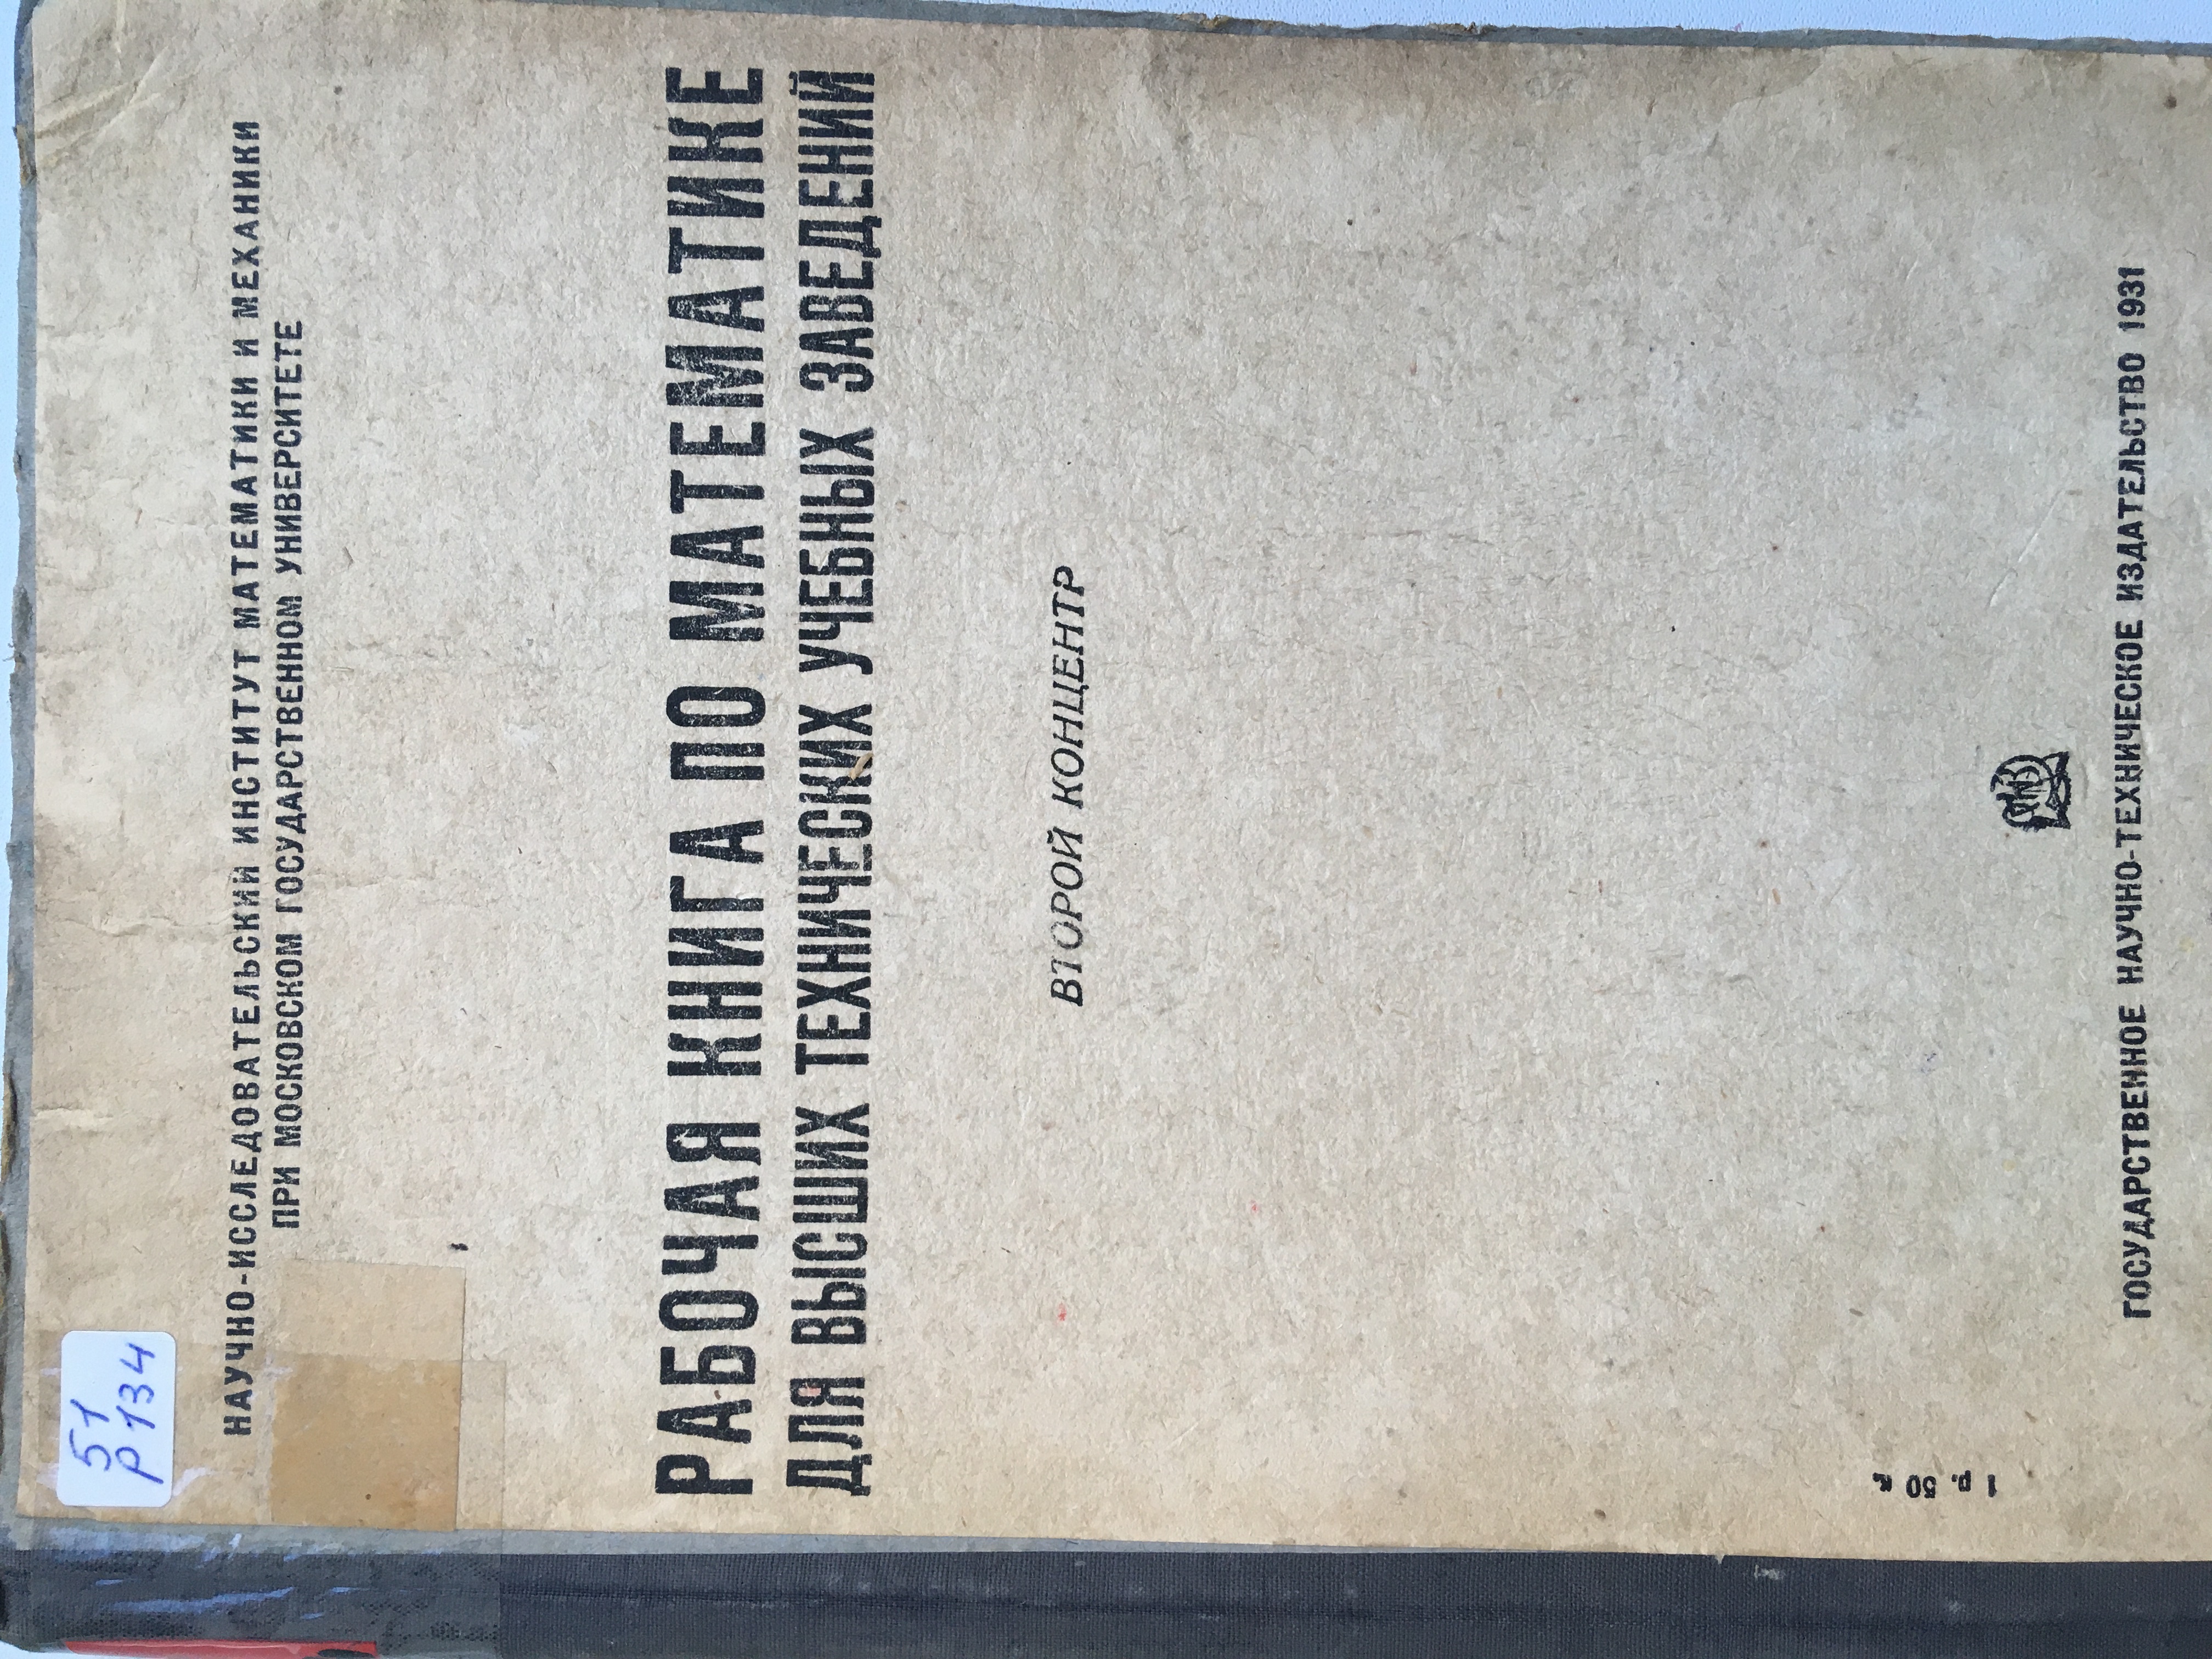 51
Р134
НАУЧНО-ИССЛЕДОВАТЕЛЬСКИЙ ИНСТИТУТ МАТЕМАТИКИ И МЕХАНИКИ
ПРИ МОСКОВСКОМ ГОСУДАРСТВЕННОМ УНИВЕРСИТЕТЕ
РАБОЧАЯ КНИГА ПО МАТЕМАТИКЕ
ДЛЯ ВЫСШИХ ТЕХНИЧЕСКИХ УЧЕБНЫХ ЗАВЕДЕНИЙ
ВТОРОЙ КОНЦЕНТР
1 р. 50 к.
ГОСУДАРСТВЕННОЕ НАУЧНО-ТЕХНИЧЕСКОЕ ИЗДАТЕЛЬСТВО 1931